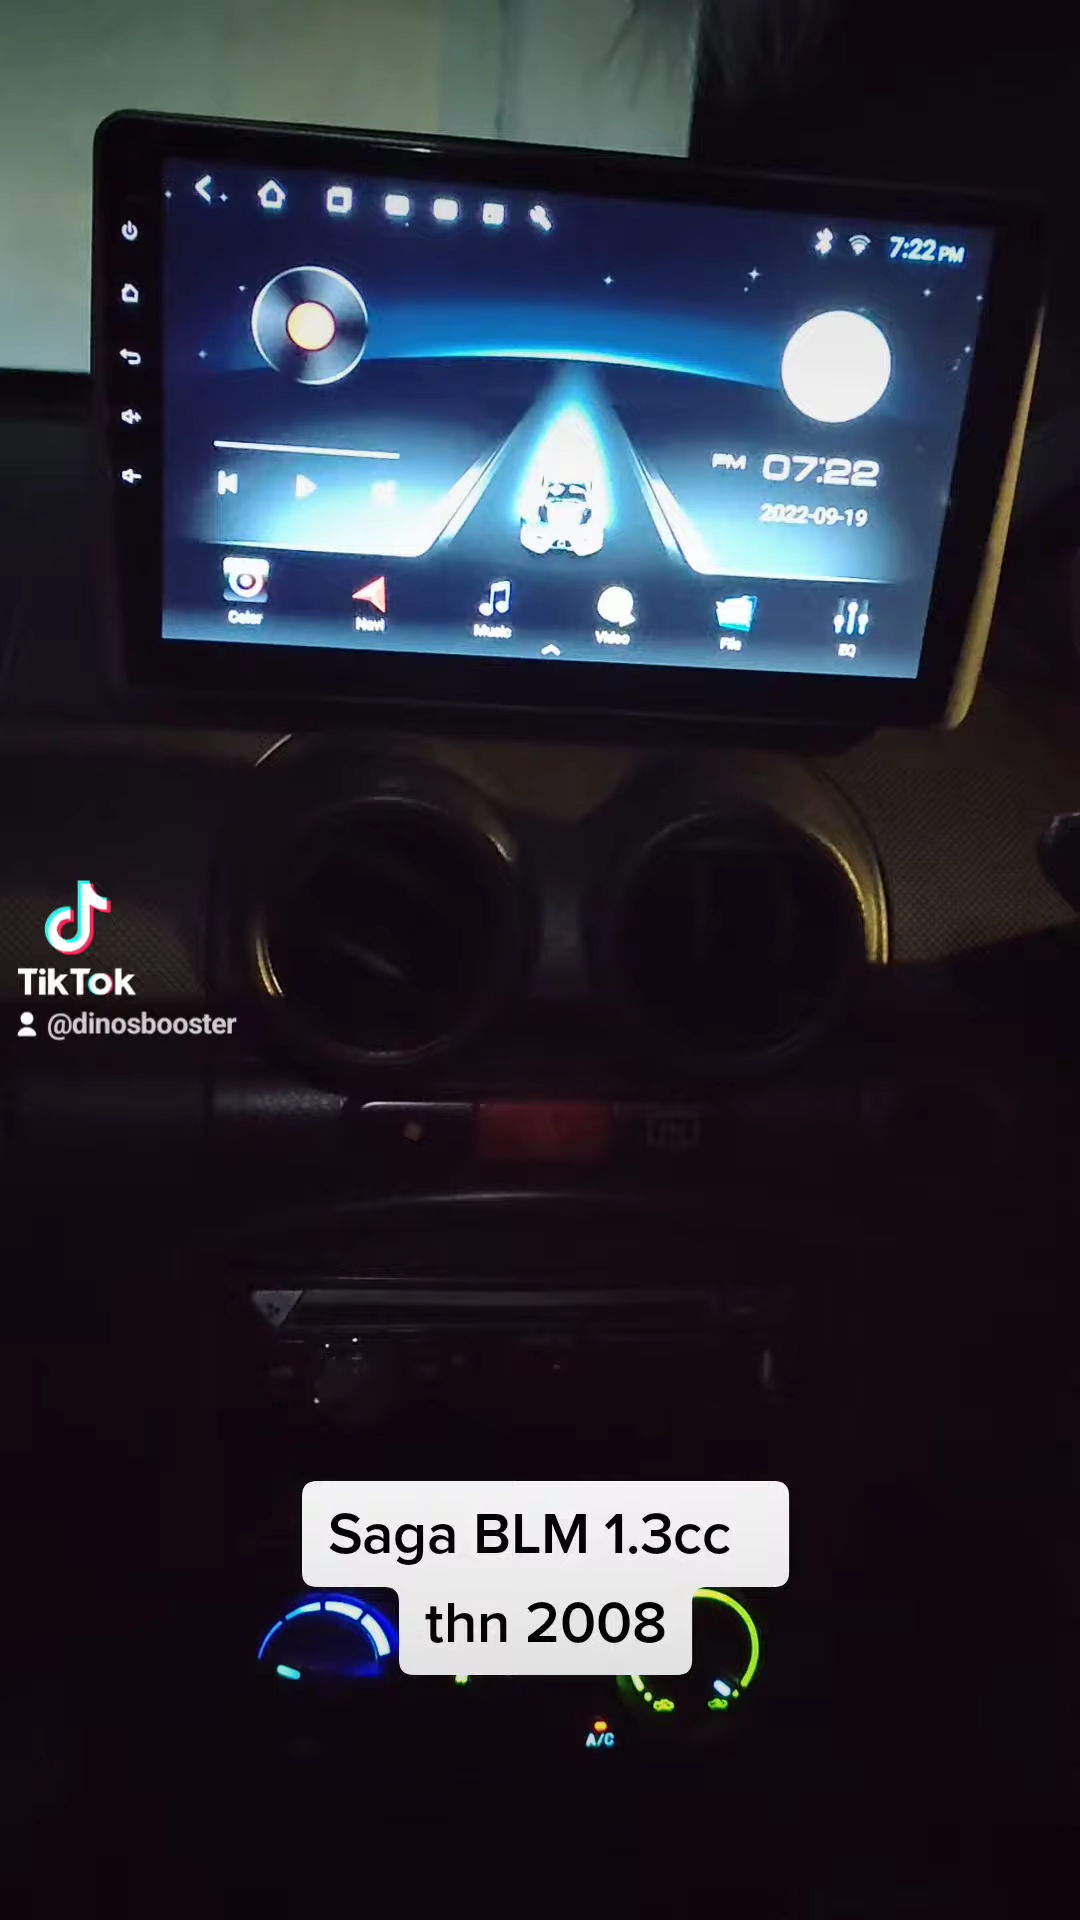 7:22 PM
PM 07:22
2022-09-19
Navi
Music
Video
File
EQ
TikTok
@dinosbooster
Saga BLM 1.3cc
thn 2008
A/C